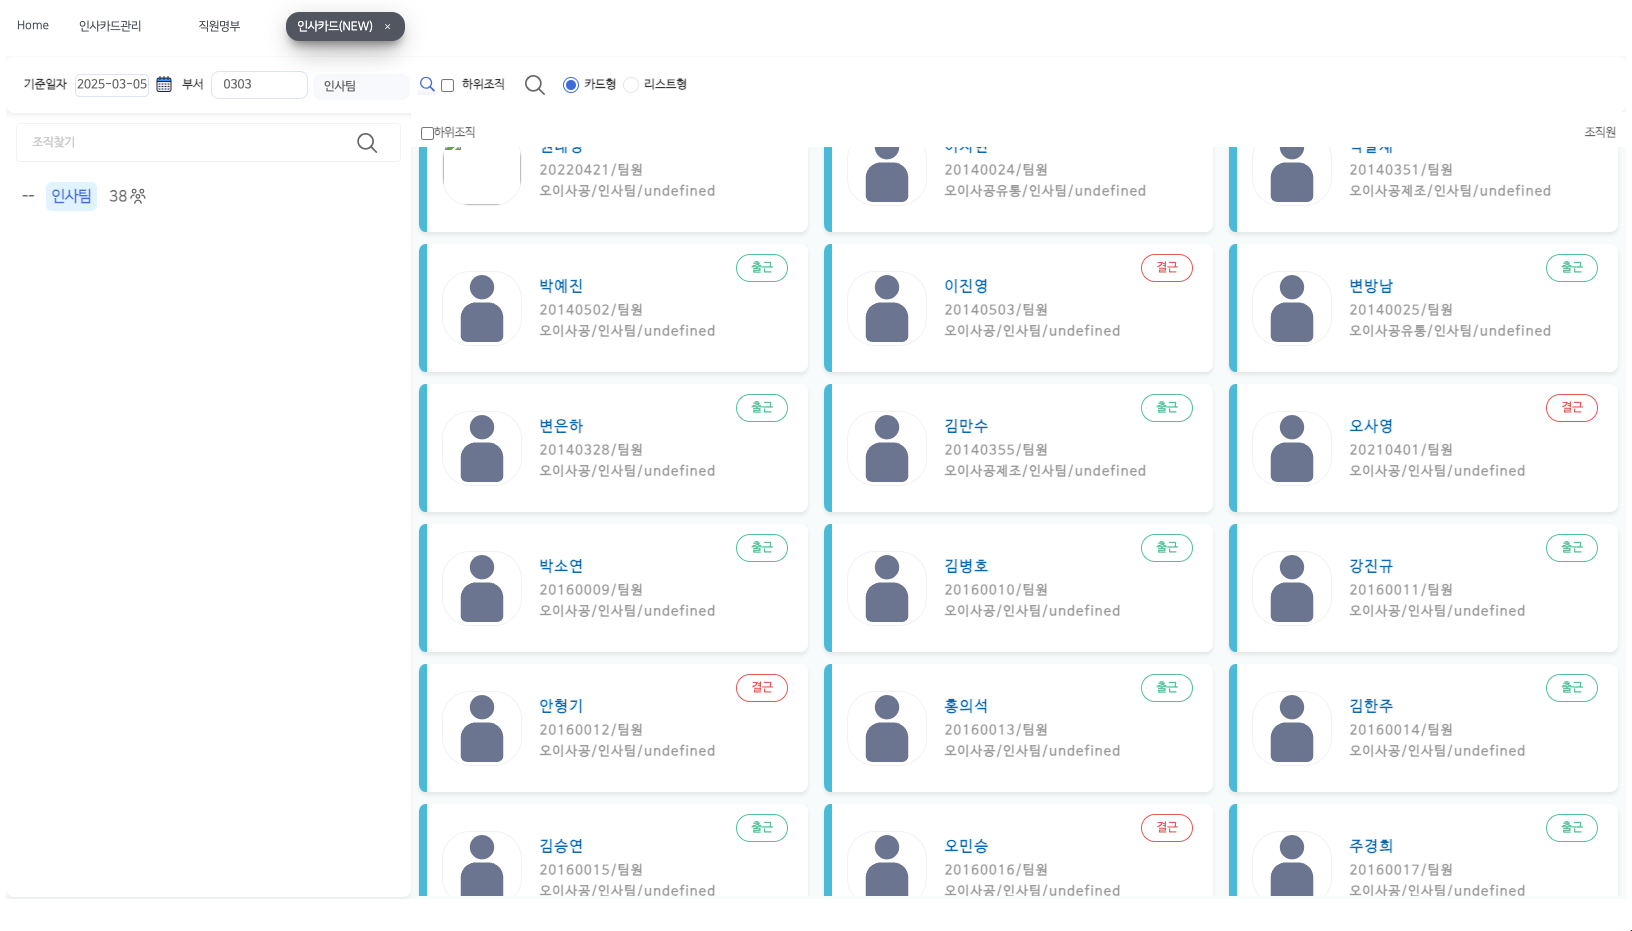 Home 인사카드관리 직원명부 인사카드(NEW) ×
기준일자 2025-03-05 부서 0303 인사팀 하위조직 카드형 리스트형
조직찾기
-- 인사팀 38
하위조직 조직원
20220421/팀원
오이사공/인사팀/undefined
20140024/팀원
오이사공유통/인사팀/undefined
20140351/팀원
오이사공제조/인사팀/undefined
출근
박예진
20140502/팀원
오이사공/인사팀/undefined
결근
이진영
20140503/팀원
오이사공/인사팀/undefined
출근
변방남
20140025/팀원
오이사공유통/인사팀/undefined
출근
변은하
20140328/팀원
오이사공/인사팀/undefined
출근
김만수
20140355/팀원
오이사공제조/인사팀/undefined
결근
오사영
20210401/팀원
오이사공/인사팀/undefined
출근
박소연
20160009/팀원
오이사공/인사팀/undefined
출근
김병호
20160010/팀원
오이사공/인사팀/undefined
출근
강진규
20160011/팀원
오이사공/인사팀/undefined
결근
안형기
20160012/팀원
오이사공/인사팀/undefined
출근
홍의석
20160013/팀원
오이사공/인사팀/undefined
출근
김한주
20160014/팀원
오이사공/인사팀/undefined
출근
김승연
20160015/팀원
오이사공/인사팀/undefined
결근
오민승
20160016/팀원
오이사공/인사팀/undefined
출근
주경희
20160017/팀원
오이사공/인사팀/undefined